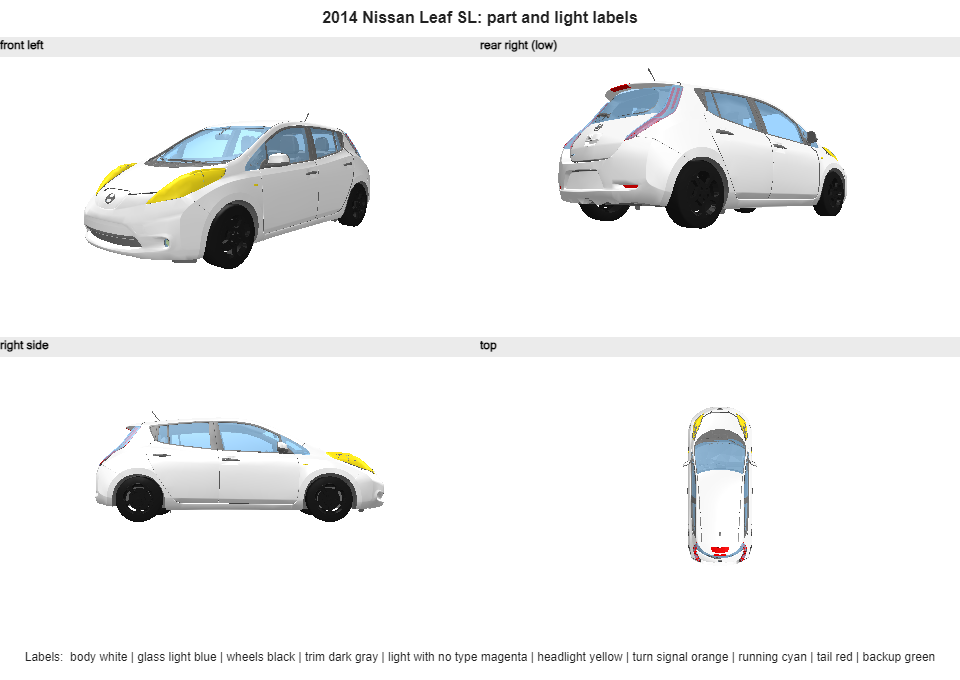 2014 Nissan Leaf SL: part and light labels
front left
rear right (low)
right side
top
Labels:  body white | glass light blue | wheels black | trim dark gray | light with no type magenta | headlight yellow | turn signal orange | running cyan | tail red | backup green